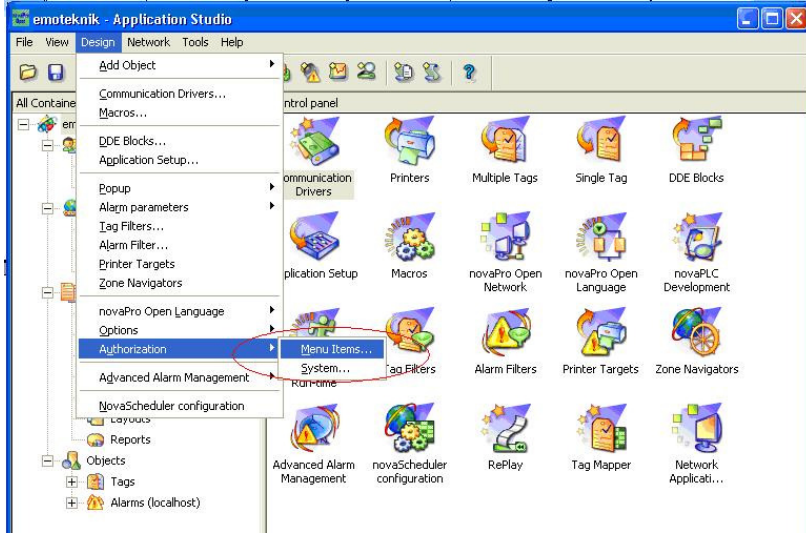 emoteknik - Application Studio
File View Design Network Tools Help
Add Object
Communication Drivers...
Macros...
DDE Blocks...
Application Setup...
Popup
Alarm parameters
Tag Filters...
Alarm Filter...
Printer Targets
Zone Navigators
novaPro Open Language
Options
Authorization
Advanced Alarm Management
NovaScheduler configuration
Menu Items...
System...
All Containe
em
Layouts
Reports
Objects
Tags
Alarms (localhost)
ntrol panel
ommunication
Drivers
Printers
Multiple Tags
Single Tag
DDE Blocks
plication Setup
Macros
novaPro Open
Network
novaPro Open
Language
novaPLC
Development
Run-time
Tag Filters
Alarm Filters
Printer Targets
Zone Navigators
Advanced Alarm
Management
novaScheduler
configuration
RePlay
Tag Mapper
Network
Applicati...